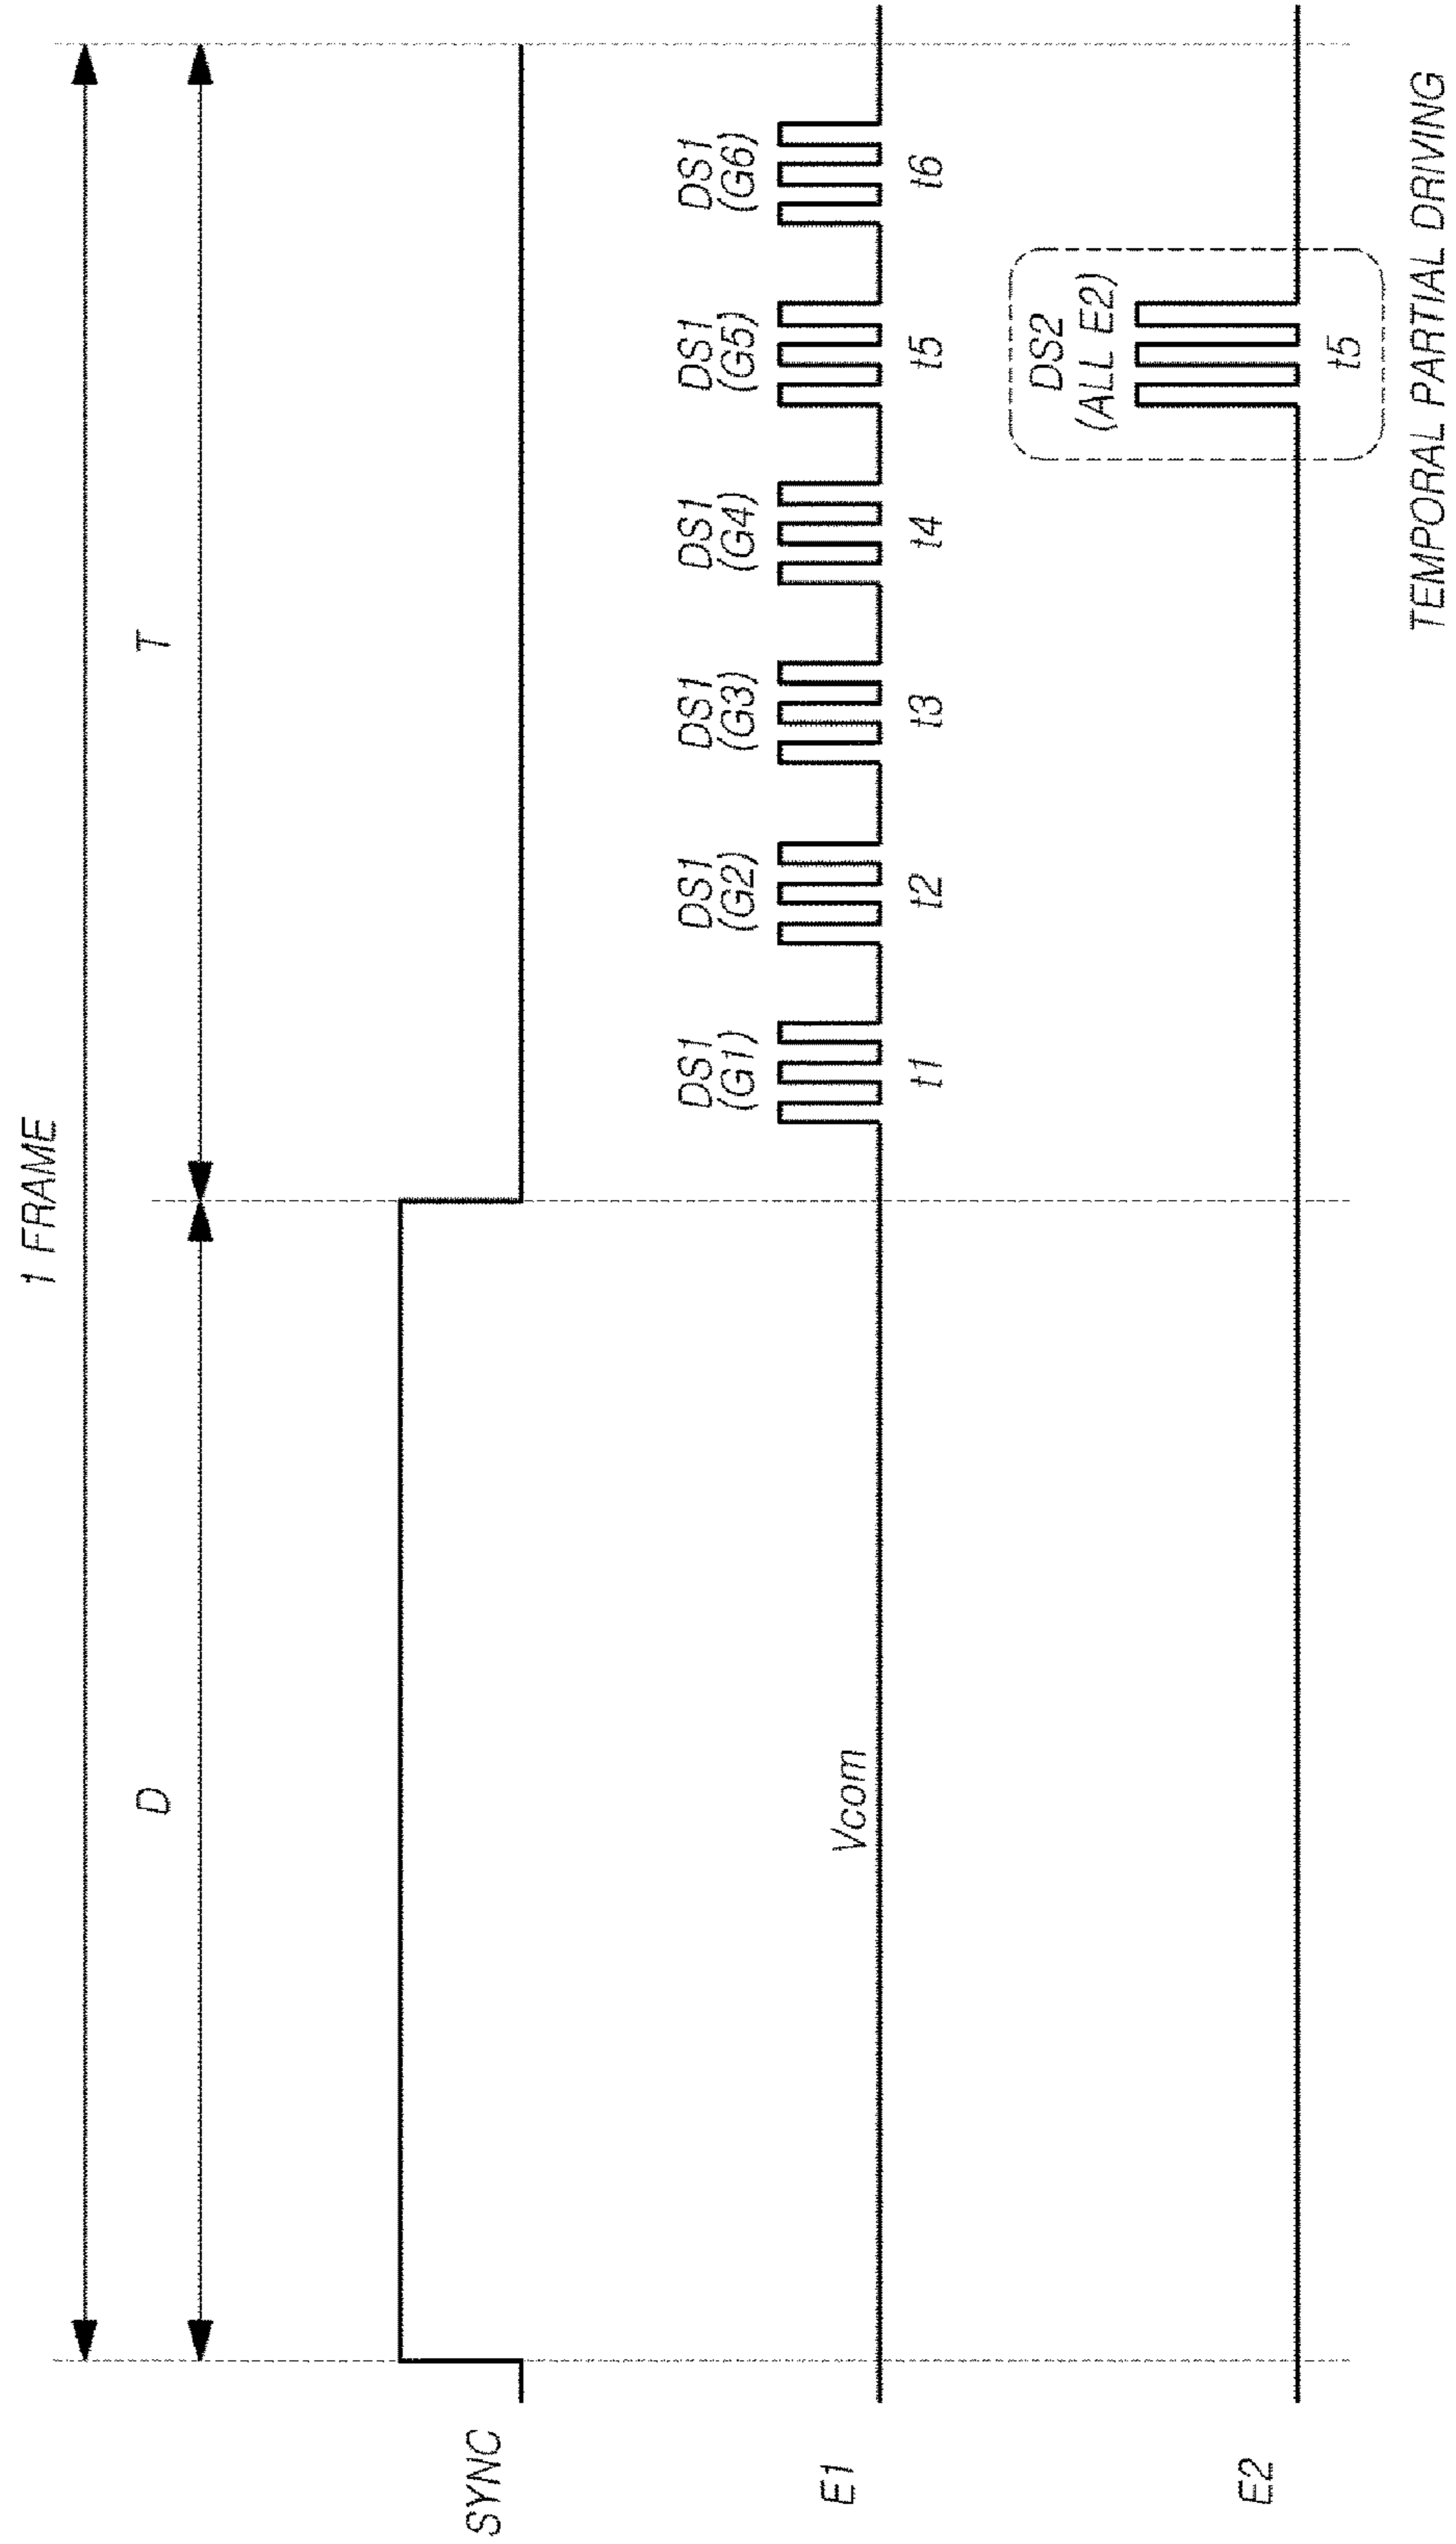 1 FRAME
D
T
SYNC
E1
Vcom
DS1
(G1)
DS1
(G2)
DS1
(G3)
DS1
(G4)
DS1
(G5)
DS1
(G6)
t1
t2
t3
t4
t5
t6
E2
DS2
(ALL E2)
t5
TEMPORAL PARTIAL DRIVING